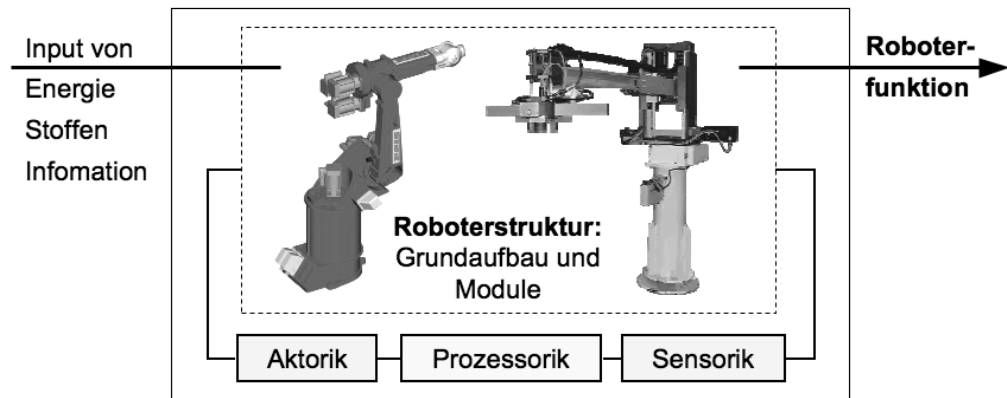 Input von
Energie
Stoffen
Infomation
Roboter-
funktion
Roboterstruktur:
Grundaufbau und
Module
Aktorik
Prozessorik
Sensorik